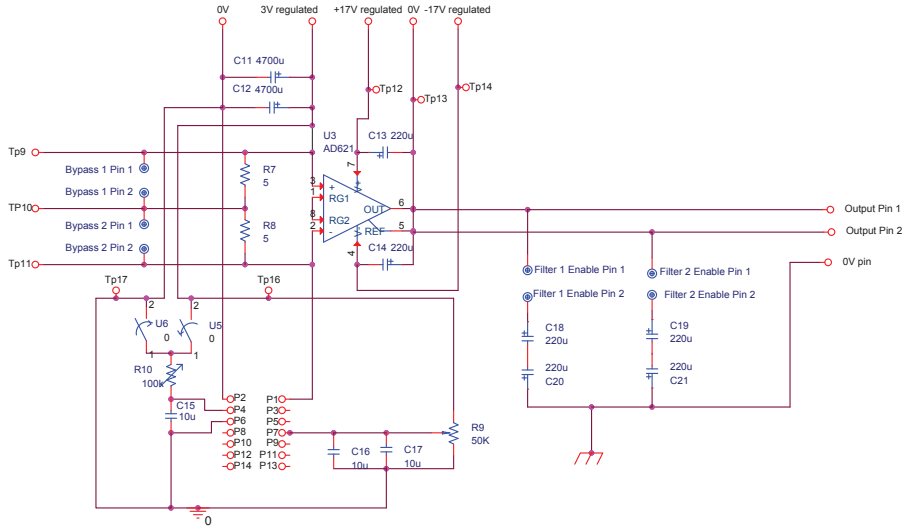 0V 3V regulated +17V regulated 0V -17V regulated
C11 4700u
C12 4700u
Tp12
Tp13
Tp14
U3
AD621
C13 220u
Tp9
Bypass 1 Pin 1
Bypass 1 Pin 2
TP10
Bypass 2 Pin 1
Bypass 2 Pin 2
Tp11
R7
5
R8
5
3
1
8
2
+
RG1
RG2
-
7
V+
OUT
REF
V-
4
6
5
C14 220u
Output Pin 1
Output Pin 2
0V pin
Filter 1 Enable Pin 1
Filter 1 Enable Pin 2
Filter 2 Enable Pin 1
Filter 2 Enable Pin 2
C18
220u
220u
C20
C19
220u
220u
C21
Tp17
Tp16
2
U6
0
1
2
U5
0
1
R10
100k
C15
10u
P2
P4
P6
P8
P10
P12
P14
P1
P3
P5
P7
P9
P11
P13
C16
10u
C17
10u
R9
50K
0